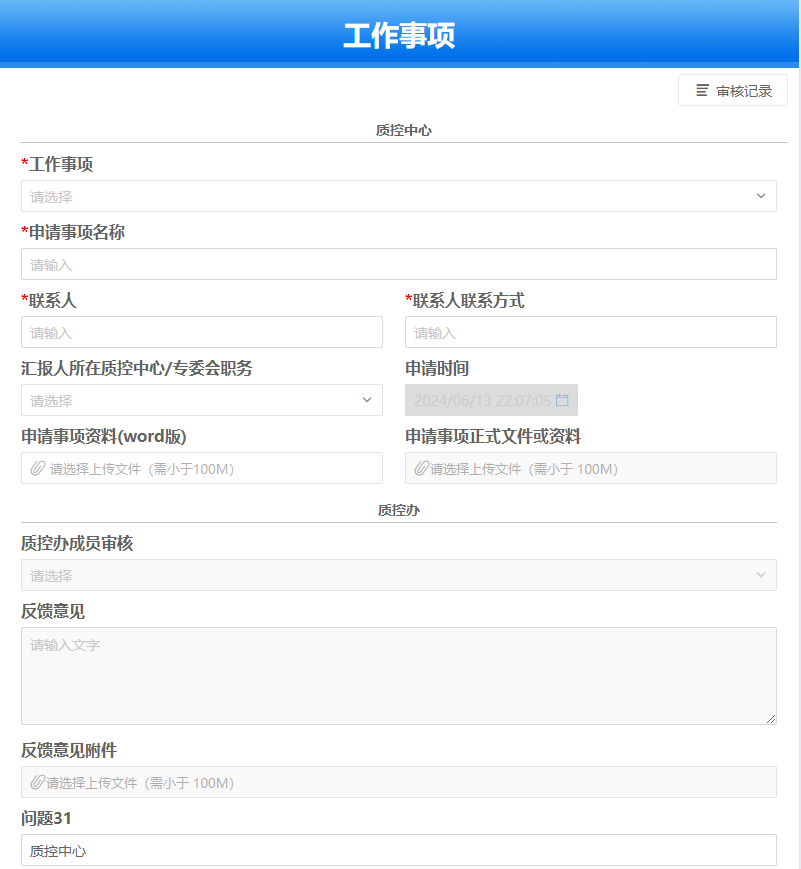 工作事项
审核记录
质控中心
*工作事项
请选择
*申请事项名称
请输入
*联系人 *联系人联系方式
请输入 请输入
汇报人所在质控中心/专委会职务 申请时间
请选择 2024/06/13 22:07:05
申请事项资料(word版) 申请事项正式文件或资料
请选择上传文件（需小于100M） 请选择上传文件（需小于 100M）
质控办
质控办成员审核
请选择
反馈意见
请输入文字
反馈意见附件
请选择上传文件（需小于 100M）
问题31
质控中心